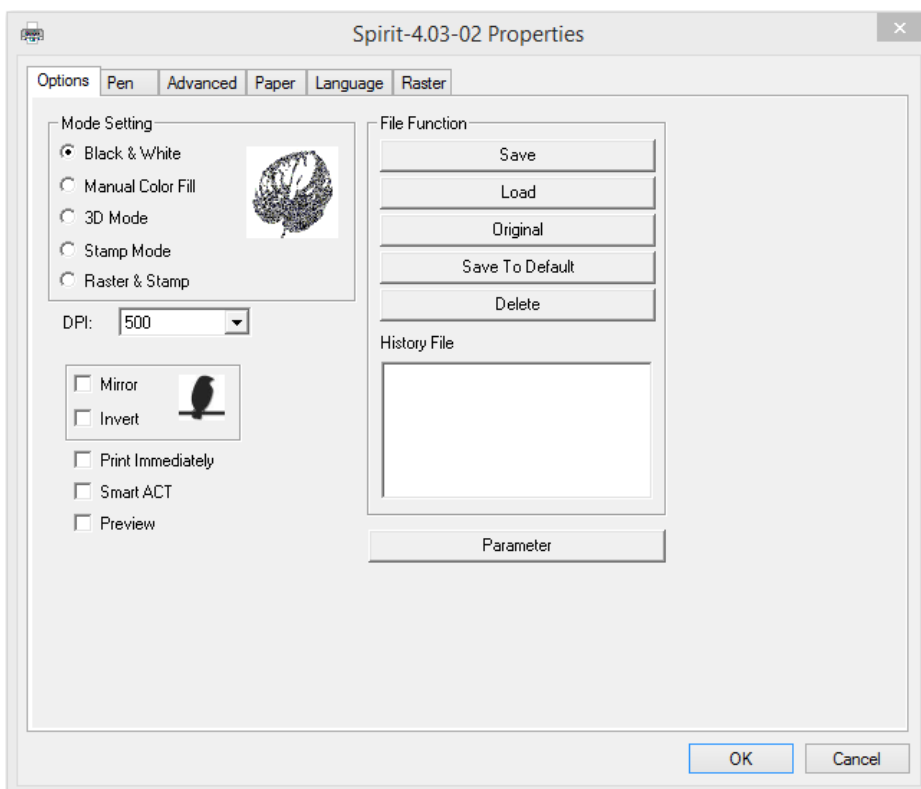 Spirit-4.03-02 Properties
Options Pen Advanced Paper Language Raster
Mode Setting
Black & White
Manual Color Fill
3D Mode
Stamp Mode
Raster & Stamp
DPI: 500
Mirror
Invert
Print Immediately
Smart ACT
Preview
File Function
Save
Load
Original
Save To Default
Delete
History File
Parameter
OK Cancel